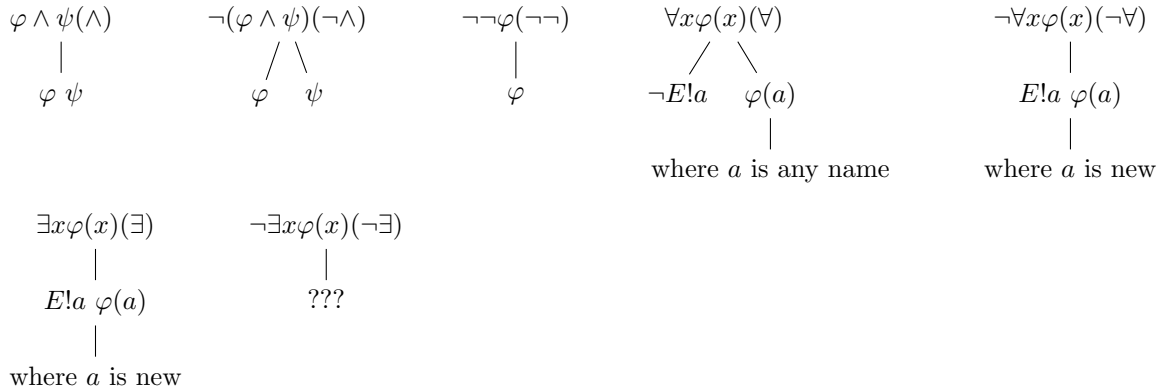 φ ∧ ψ(∧) ¬(φ ∧ ψ)(¬∧) ¬¬φ(¬¬) ∀xφ(x)(∀) ¬∀xφ(x)(¬∀)
φ ψ φ ψ φ ¬E!a φ(a) E!a φ(a)
where a is any name where a is new
∃xφ(x)(∃) ¬∃xφ(x)(¬∃)
E!a φ(a) ???
where a is new